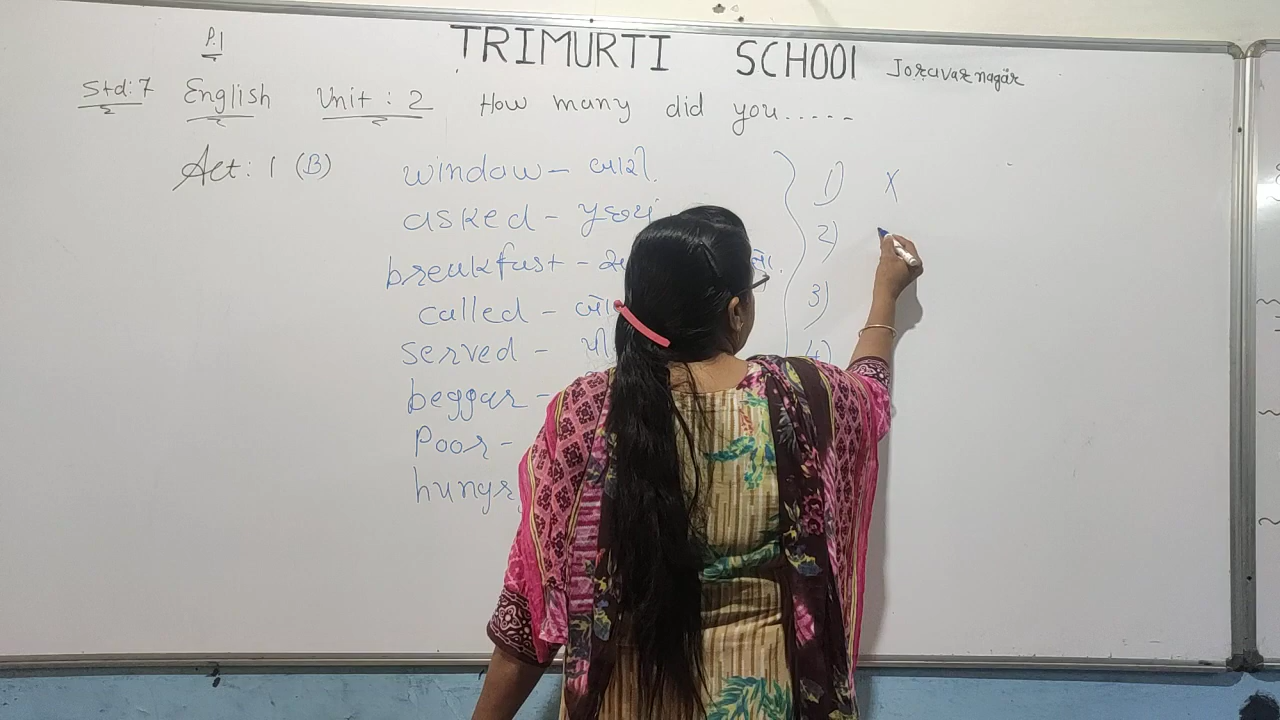 P.1
TRIMURTI SCHOOl Joravarnagar
Std:7 English Unit : 2 How many did you.....
Act: 1 (B)
window - બારી.
asked - પૂછ્યું
breakfast -
called -
served -
beggar -
Poor -
1) X
2)
3)
4)